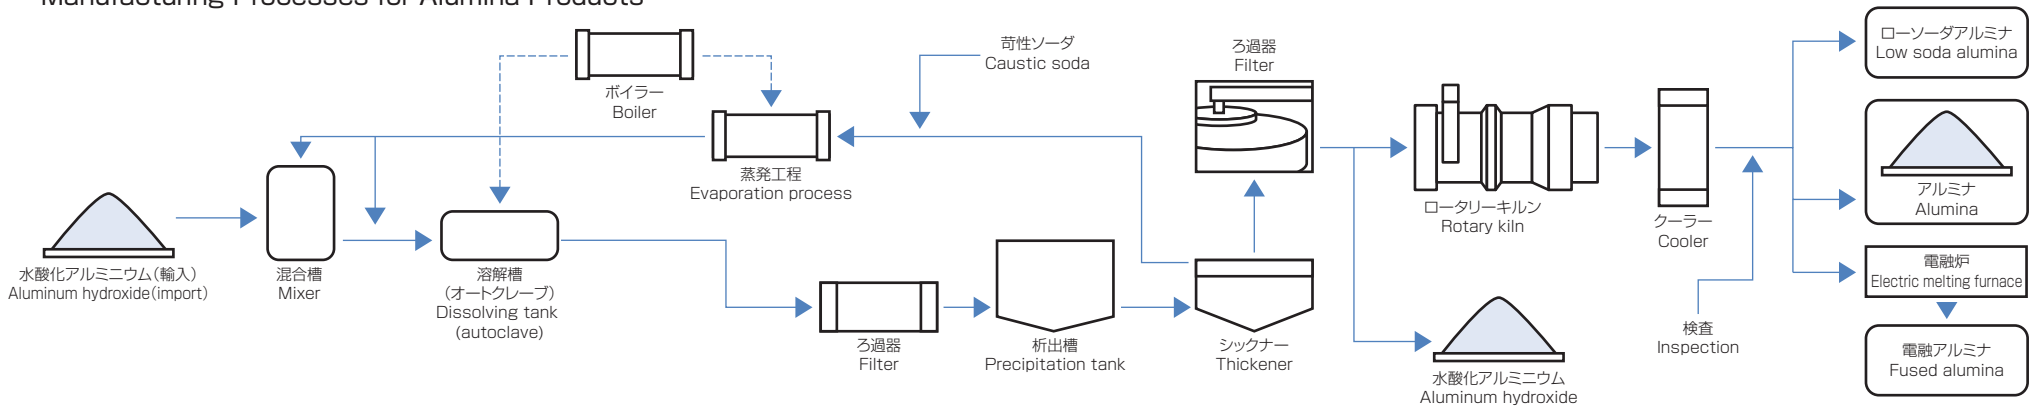 Manufacturing Processes for Alumina Products
ボイラー
Boiler
苛性ソーダ
Caustic soda
ろ過器
Filter
ローソーダアルミナ
Low soda alumina
蒸発工程
Evaporation process
アルミナ
Alumina
ロータリーキルン
Rotary kiln
クーラー
Cooler
水酸化アルミニウム(輸入)
Aluminum hydroxide(import)
混合槽
Mixer
溶解槽
(オートクレーブ)
Dissolving tank
(autoclave)
電融炉
Electric melting furnace
ろ過器
Filter
析出槽
Precipitation tank
シックナー
Thickener
検査
Inspection
水酸化アルミニウム
Aluminum hydroxide
電融アルミナ
Fused alumina